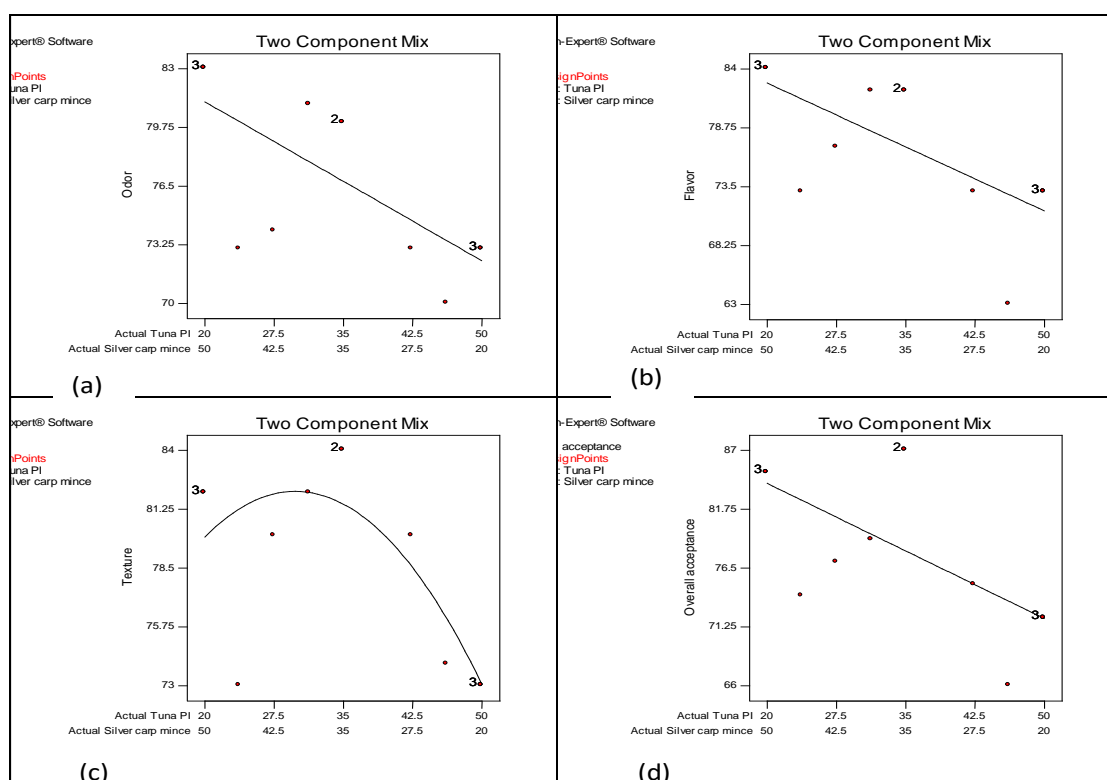 xpert® Software
Two Component Mix
nPoints
una PI
ilver carp mince
Odor
83
79.75
76.5
73.25
70
3
2
3
Actual Tuna PI 20 27.5 35 42.5 50
Actual Silver carp mince 50 42.5 35 27.5 20
(a)
n-Expert® Software
Two Component Mix
signPoints
: Tuna PI
: Silver carp mince
Flavor
84
78.75
73.5
68.25
63
3
2
3
Actual Tuna PI 20 27.5 35 42.5 50
Actual Silver carp mince 50 42.5 35 27.5 20
(b)
xpert® Software
Two Component Mix
nPoints
una PI
ilver carp mince
Texture
84
81.25
78.5
75.75
73
3
2
3
Actual Tuna PI 20 27.5 35 42.5 50
Actual Silver carp mince 50 42.5 35 27.5 20
(c)
n-Expert® Software
Two Component Mix
acceptance
ignPoints
: Tuna PI
: Silver carp mince
Overall acceptance
87
81.75
76.5
71.25
66
3
2
3
Actual Tuna PI 20 27.5 35 42.5 50
Actual Silver carp mince 50 42.5 35 27.5 20
(d)